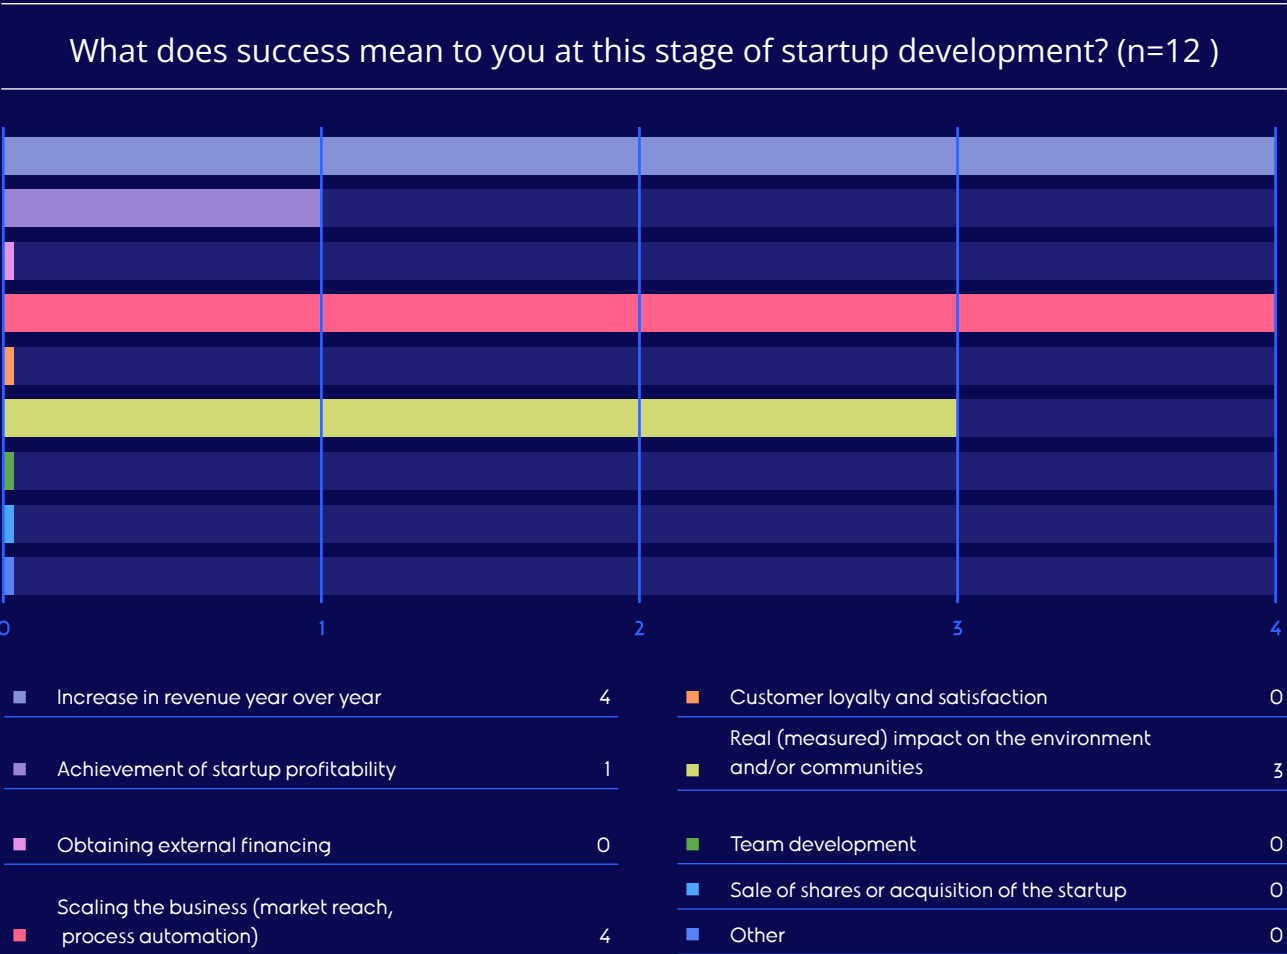 What does success mean to you at this stage of startup development? (n=12 )
0 1 2 3 4
Increase in revenue year over year 4
Achievement of startup profitability 1
Obtaining external financing 0
Scaling the business (market reach,
process automation) 4
Customer loyalty and satisfaction 0
Real (measured) impact on the environment
and/or communities 3
Team development 0
Sale of shares or acquisition of the startup 0
Other 0